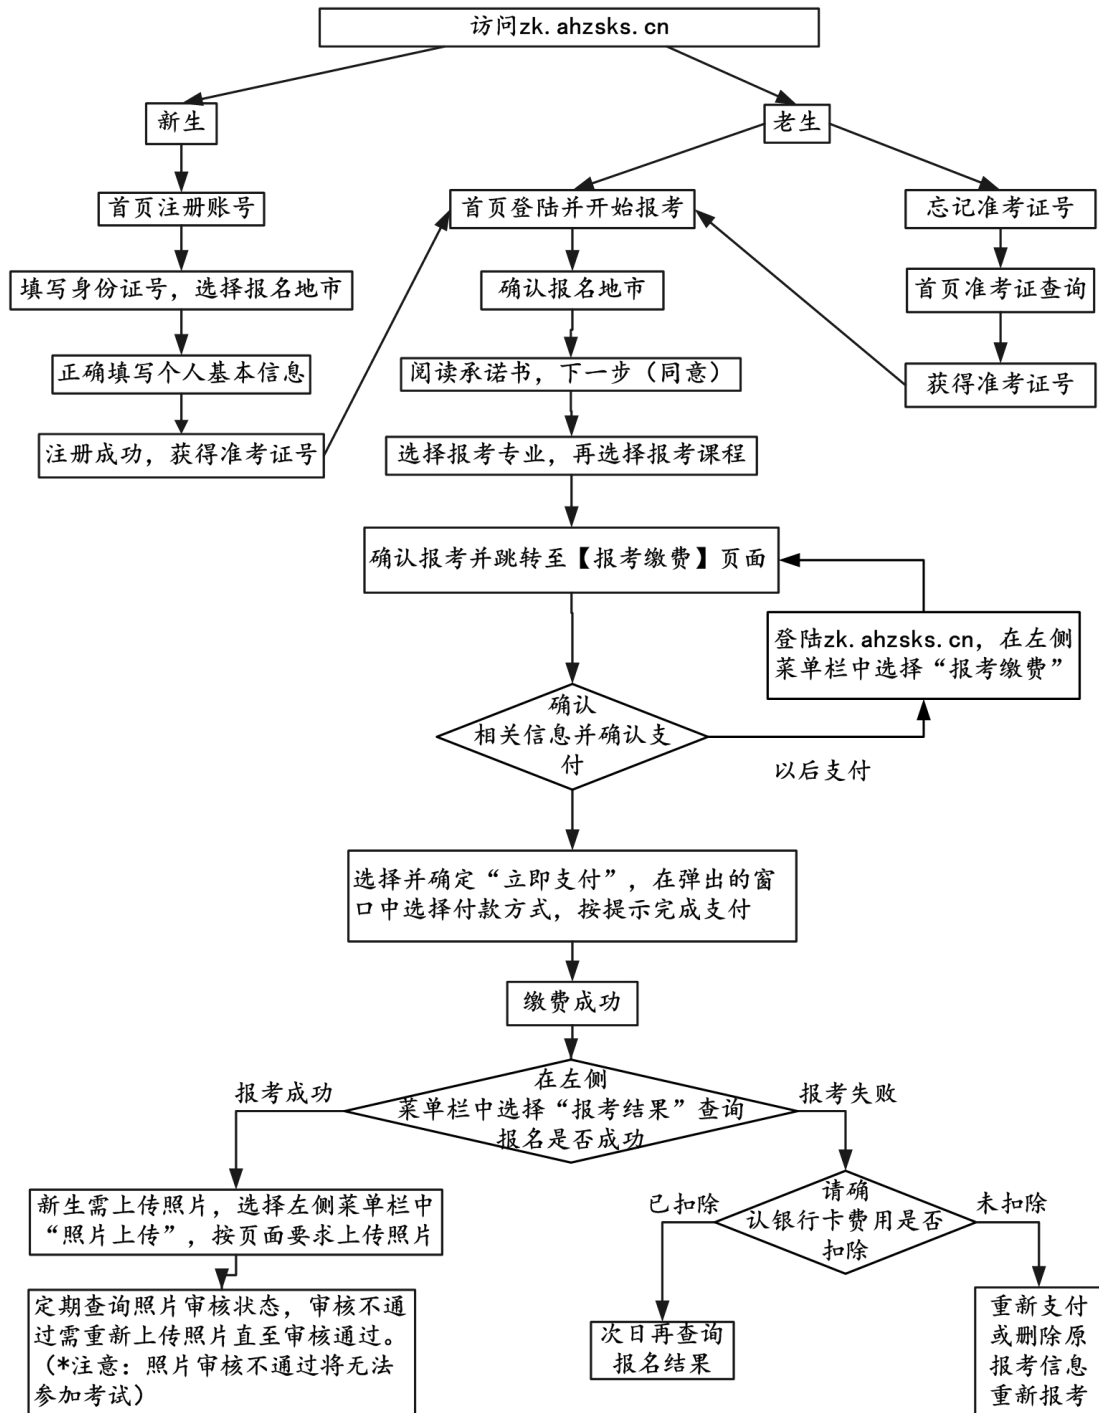 访问zk.ahzsks.cn
新生
老生
首页注册账号
首页登陆并开始报考
忘记准考证号
填写身份证号，选择报名地市
确认报名地市
首页准考证查询
正确填写个人基本信息
阅读承诺书，下一步（同意）
获得准考证号
注册成功，获得准考证号
选择报考专业，再选择报考课程
确认报考并跳转至【报考缴费】页面
登陆zk.ahzsks.cn，在左侧
菜单栏中选择“报考缴费”
确认
相关信息并确认支
付
以后支付
选择并确定“立即支付”，在弹出的窗
口中选择付款方式，按提示完成支付
缴费成功
报考成功
在左侧
菜单栏中选择“报考结果”查询
报名是否成功
报考失败
新生需上传照片，选择左侧菜单栏中
“照片上传”，按页面要求上传照片
已扣除
请确
认银行卡费用是否
扣除
未扣除
定期查询照片审核状态，审核不通
过需重新上传照片直至审核通过。
（*注意：照片审核不通过将无法
参加考试）
次日再查询
报名结果
重新支付
或删除原
报考信息
重新报考